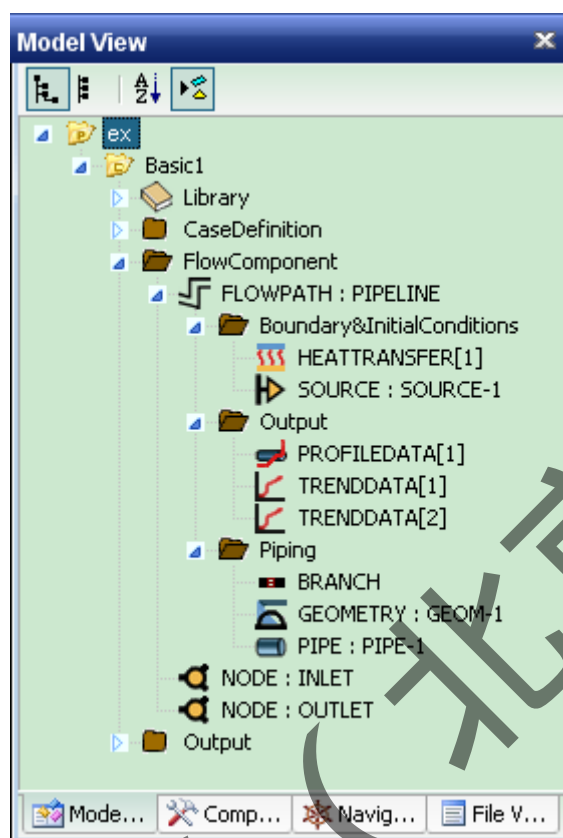 Model View
A
Z
P ex
C Basic1
Library
CaseDefinition
FlowComponent
FLOWPATH : PIPELINE
Boundary&InitialConditions
HEATTRANSFER[1]
SOURCE : SOURCE-1
Output
PROFILEDATA[1]
TRENDDATA[1]
TRENDDATA[2]
Piping
BRANCH
GEOMETRY : GEOM-1
PIPE : PIPE-1
NODE : INLET
NODE : OUTLET
Output
Mode... Comp... Navig... File V...
北